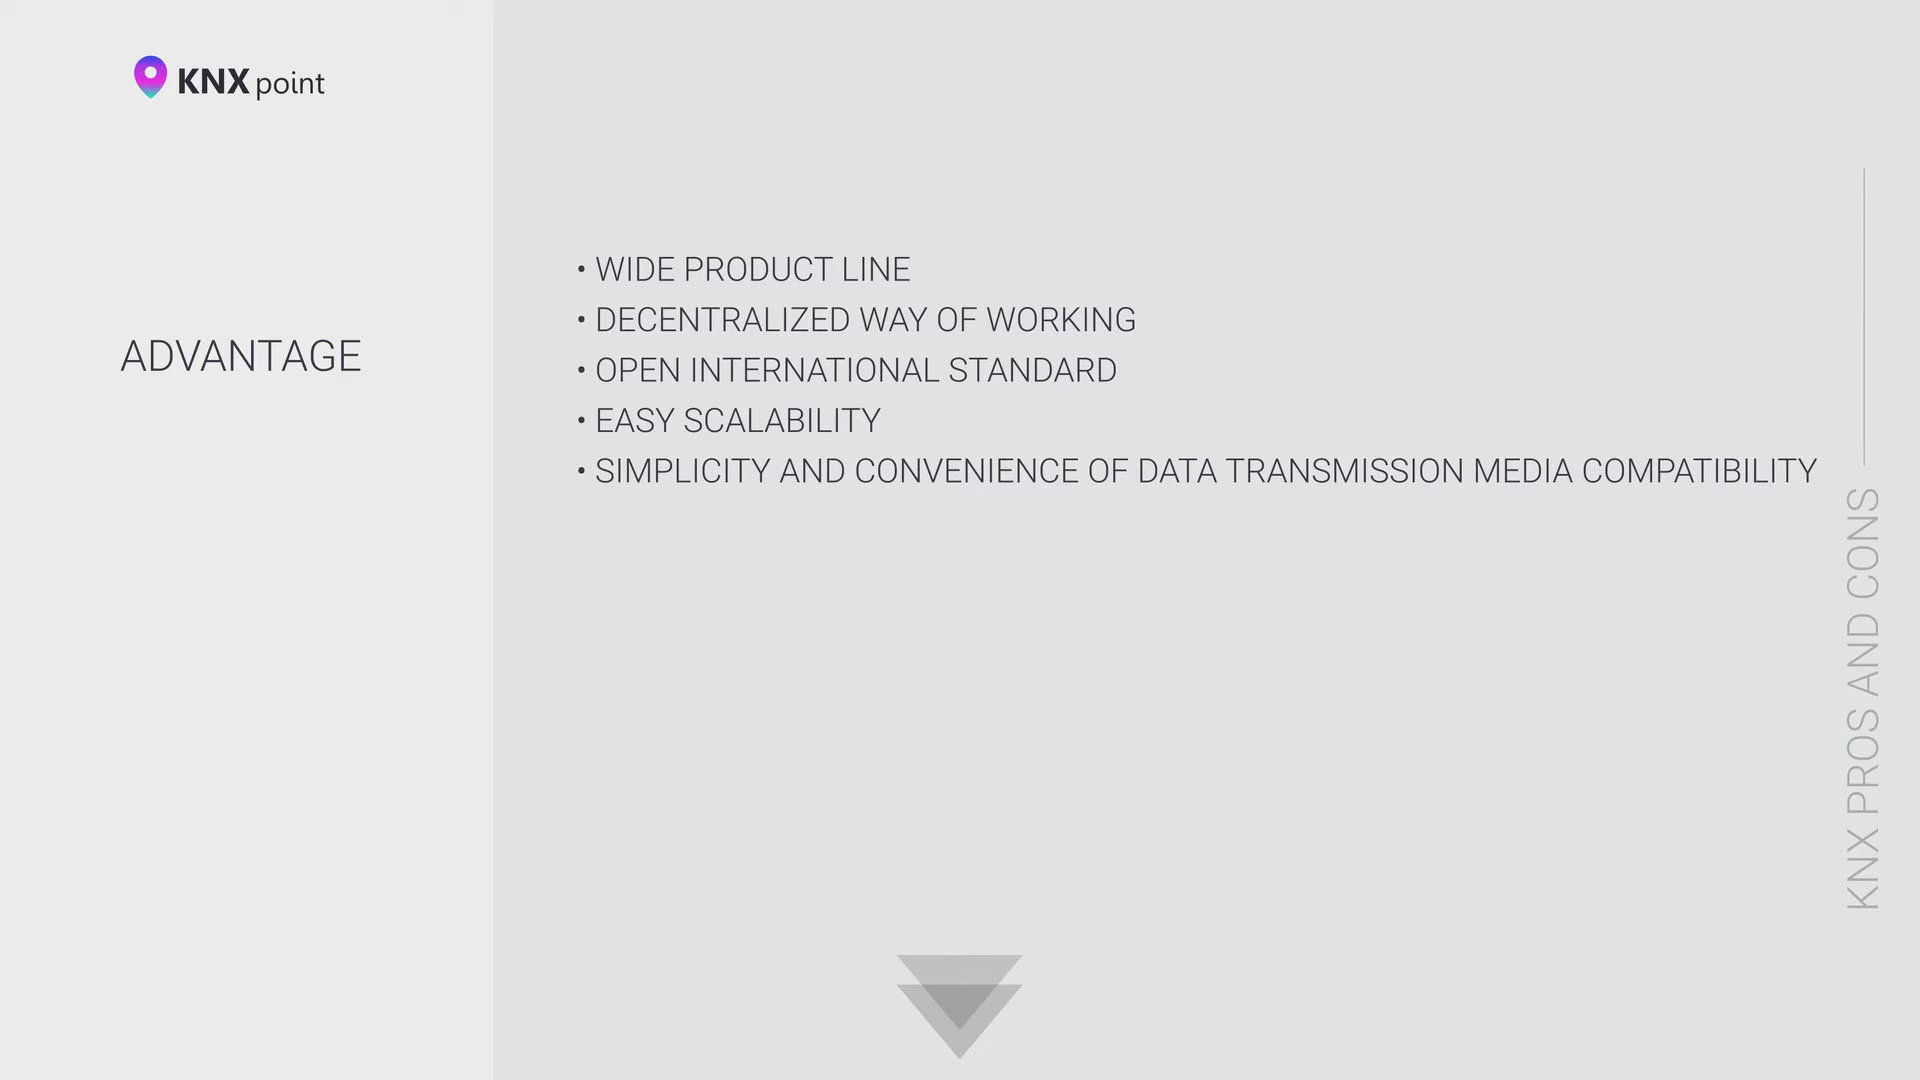 KNX point
ADVANTAGE
• WIDE PRODUCT LINE
• DECENTRALIZED WAY OF WORKING
• OPEN INTERNATIONAL STANDARD
• EASY SCALABILITY
• SIMPLICITY AND CONVENIENCE OF DATA TRANSMISSION MEDIA COMPATIBILITY
KNX PROS AND CONS